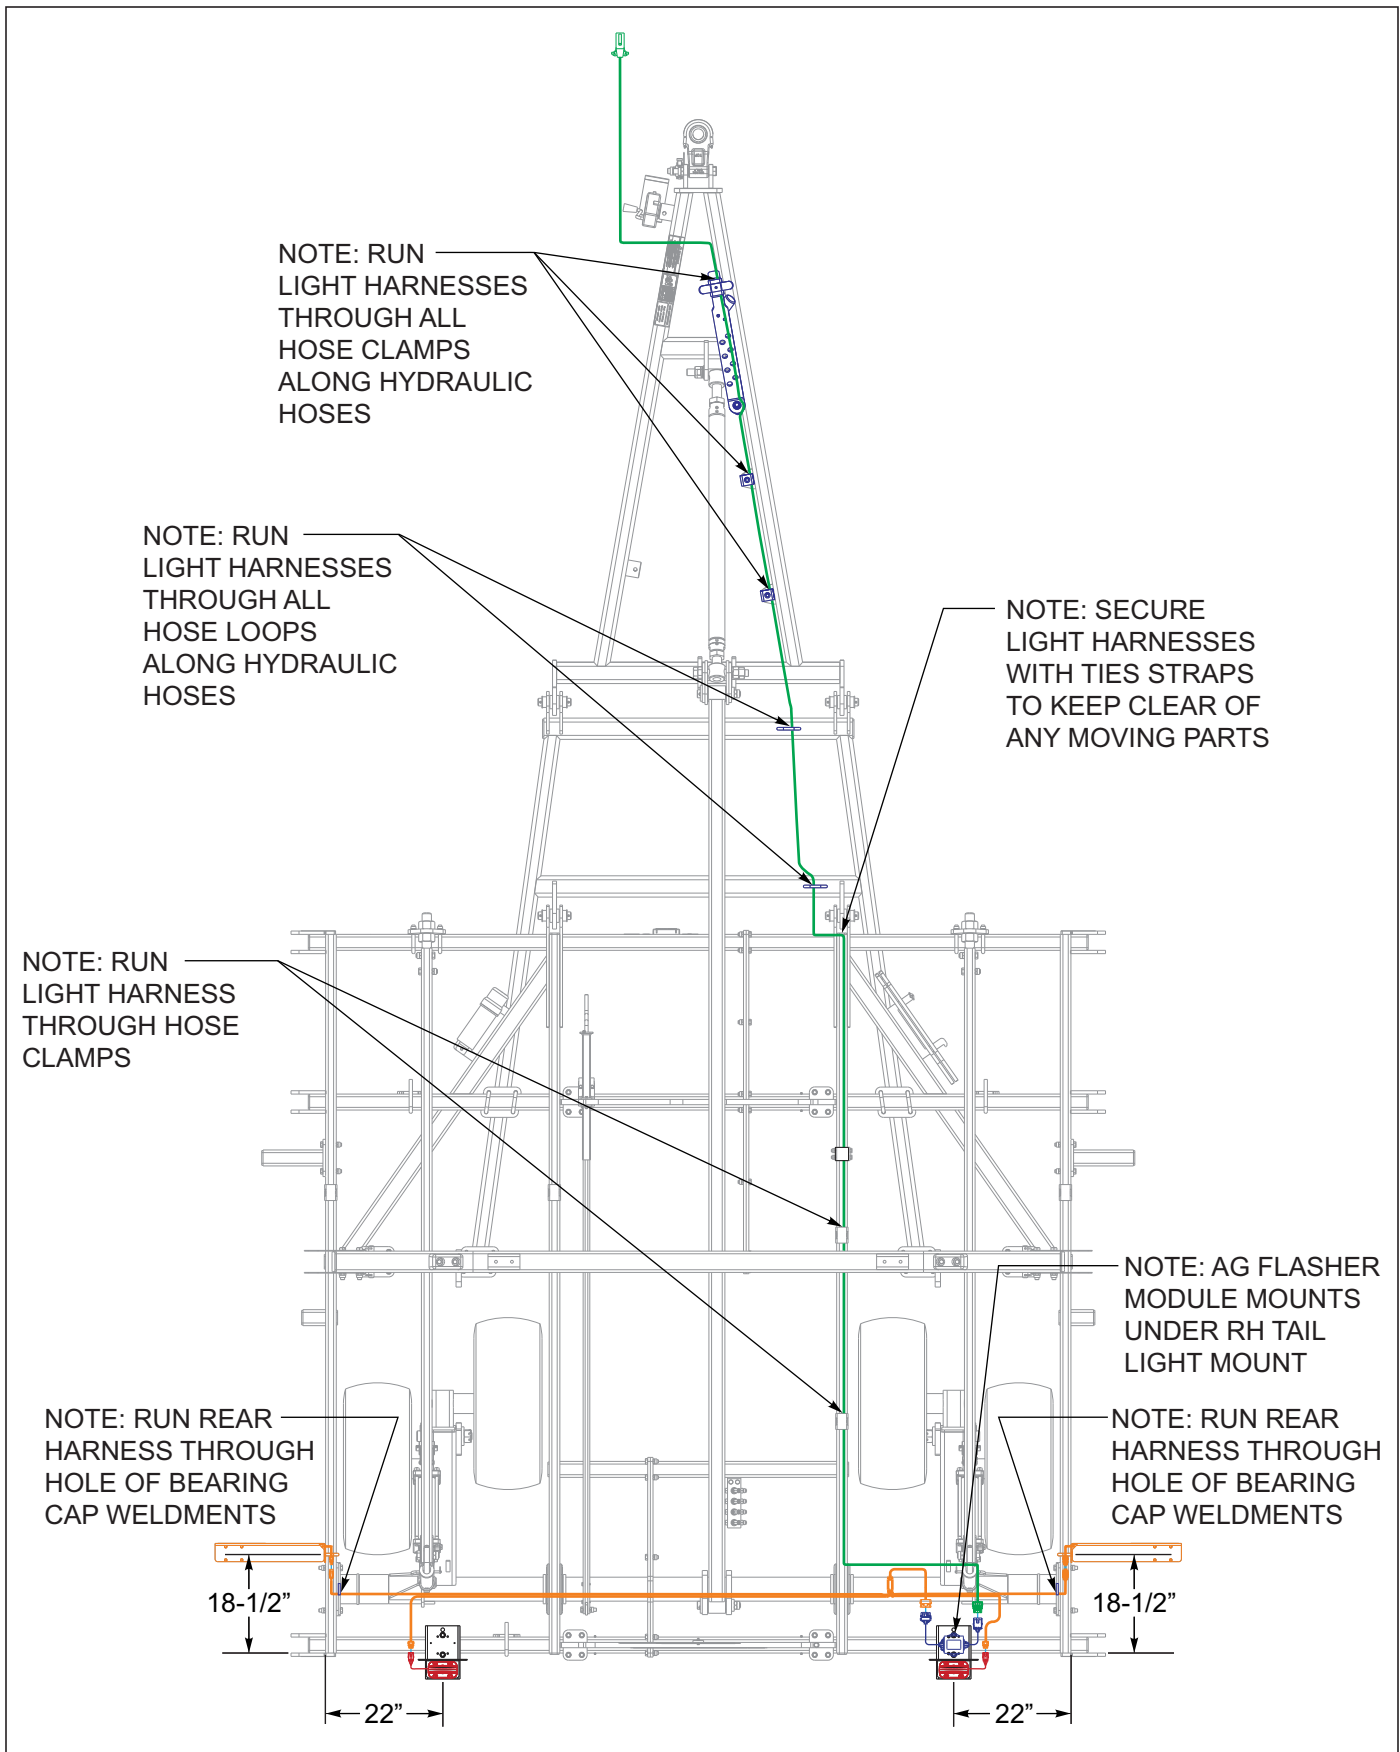 NOTE: RUN
LIGHT HARNESSES
THROUGH ALL
HOSE CLAMPS
ALONG HYDRAULIC
HOSES
NOTE: RUN
LIGHT HARNESSES
THROUGH ALL
HOSE LOOPS
ALONG HYDRAULIC
HOSES
NOTE: SECURE
LIGHT HARNESSES
WITH TIES STRAPS
TO KEEP CLEAR OF
ANY MOVING PARTS
NOTE: RUN
LIGHT HARNESS
THROUGH HOSE
CLAMPS
NOTE: AG FLASHER
MODULE MOUNTS
UNDER RH TAIL
LIGHT MOUNT
NOTE: RUN REAR
HARNESS THROUGH
HOLE OF BEARING
CAP WELDMENTS
NOTE: RUN REAR
HARNESS THROUGH
HOLE OF BEARING
CAP WELDMENTS
18-1/2”
18-1/2”
22”
22”